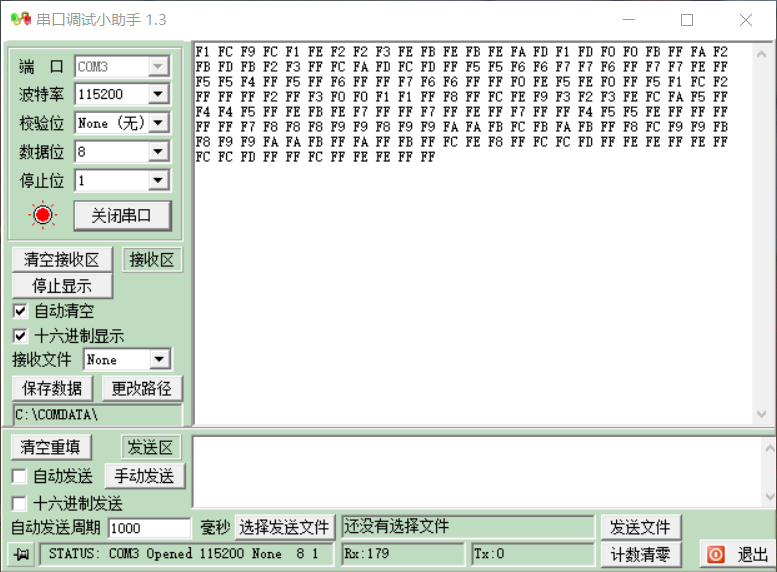 串口调试小助手 1.3
端 口 COM3
波特率 115200
校验位 None (无)
数据位 8
停止位 1
关闭串口
清空接收区 接收区
停止显示
自动清空
十六进制显示
接收文件 None
保存数据 更改路径
C:\COMDATA\
F1 FC F9 FC F1 FE F2 F2 F3 FE FB FE FB FE FA FD F1 FD F0 F0 FB FF FA F2
FB FD FB F2 F3 FF FC FA FD FC FD FF F5 F5 F6 F6 F7 F7 F6 FF F7 F7 FE FF
F5 F5 F4 FF F5 FF F6 FF FF F7 F6 F6 FF FF F0 FE F5 FE F0 FF F5 F1 FC F2
FF FF FF F2 FF F3 F0 F0 F1 F1 FF F8 FF FC FE F9 F3 F2 F3 FE FC FA F5 FF
F4 F4 F5 FF FE FB FE F7 FF FF F7 FF FE FF FB F7 FF FF F4 F5 F5 FE FF FF
FF FF F7 F8 F8 F8 F9 F9 F8 F9 F9 FA FA FB FC FB FA FB FF F8 FC F9 F9 FB
F8 F9 F9 FA FA FB FF FA FB FF FC FE F8 FF FC FC FD FF FE FE FF FE FE FF
FC FC FD FF FF FC FF FE FE FF FF
清空重填 发送区
自动发送 手动发送
十六进制发送
自动发送周期 1000 毫秒 选择发送文件 还没有选择文件 发送文件
STATUS: COM3 Opened 115200 None 8 1 Rx:179 Tx:0 计数清零 退出